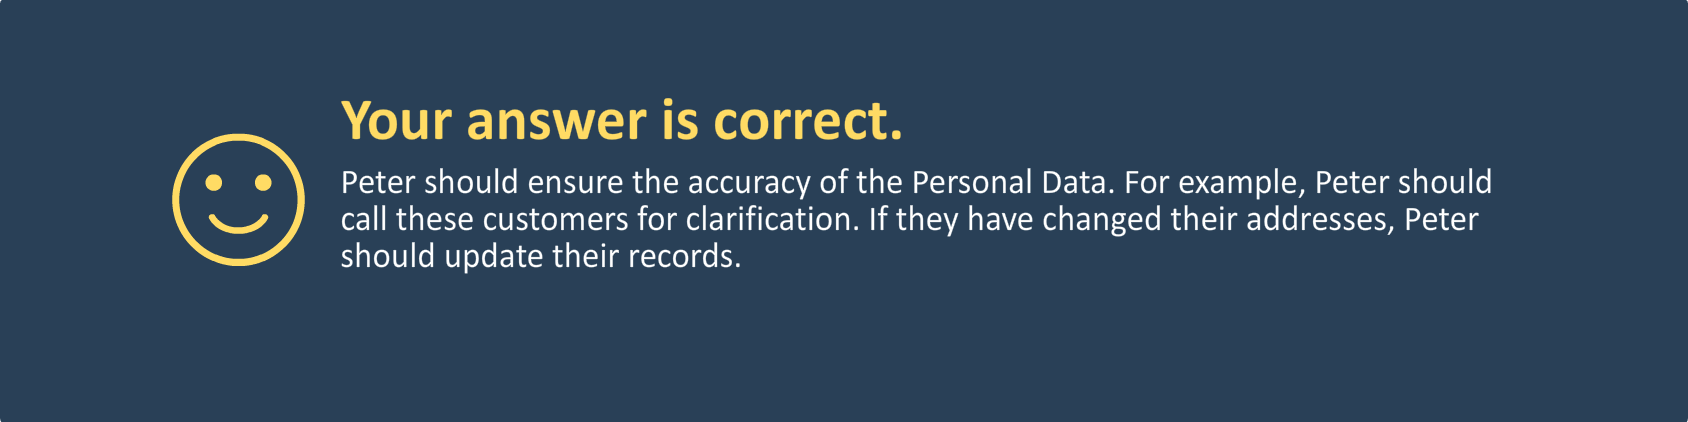 Your answer is correct.
Peter should ensure the accuracy of the Personal Data. For example, Peter should
call these customers for clarification. If they have changed their addresses, Peter
should update their records.